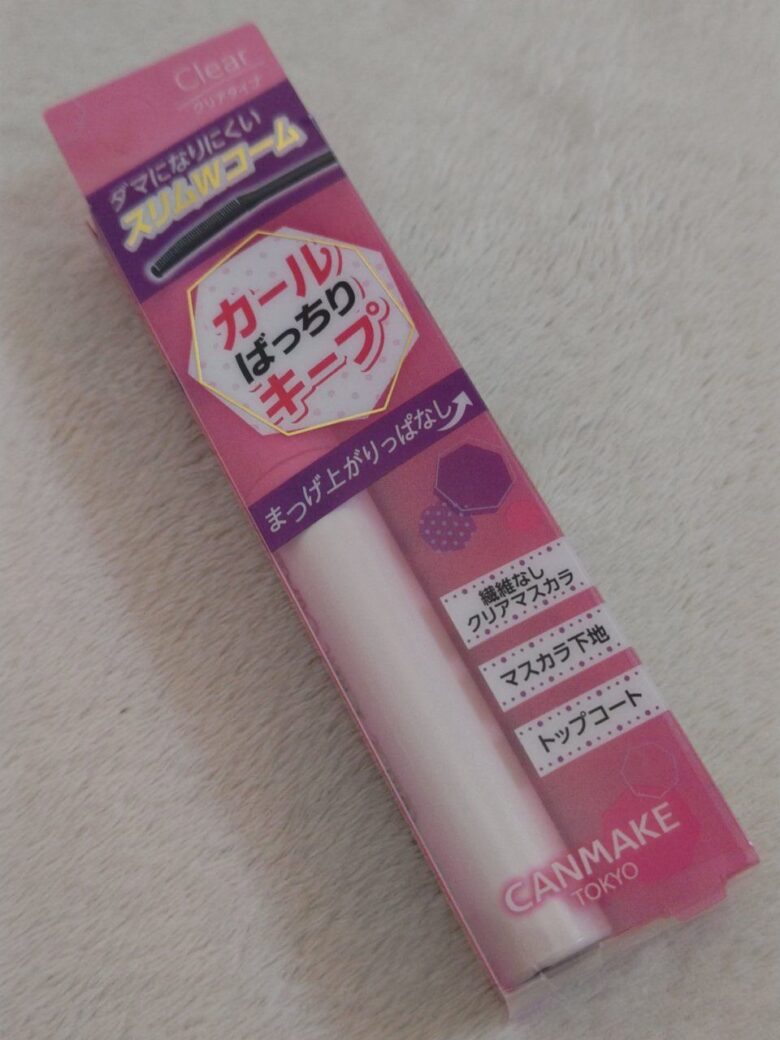 Clear
クリアタイプ
ダマになりにくい
スリムWコーム
カール
ばっちり
キープ
まつげ上がりっぱなし
繊維なし
クリアマスカラ
マスカラ下地
トップコート
CANMAKE
TOKYO